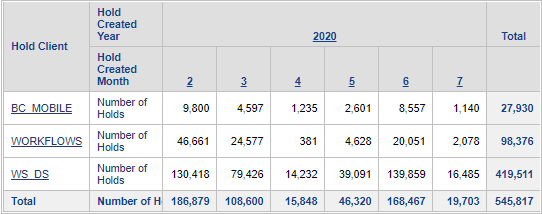 Hold Client Hold Created Year 2020 Total
Hold Created Month 2 3 4 5 6 7
BC_MOBILE Number of Holds 9,800 4,597 1,235 2,601 8,557 1,140 27,930
WORKFLOWS Number of Holds 46,661 24,577 381 4,628 20,051 2,078 98,376
WS_DS Number of Holds 130,418 79,426 14,232 39,091 139,859 16,485 419,511
Total Number of H 186,879 108,600 15,848 46,320 168,467 19,703 545,817